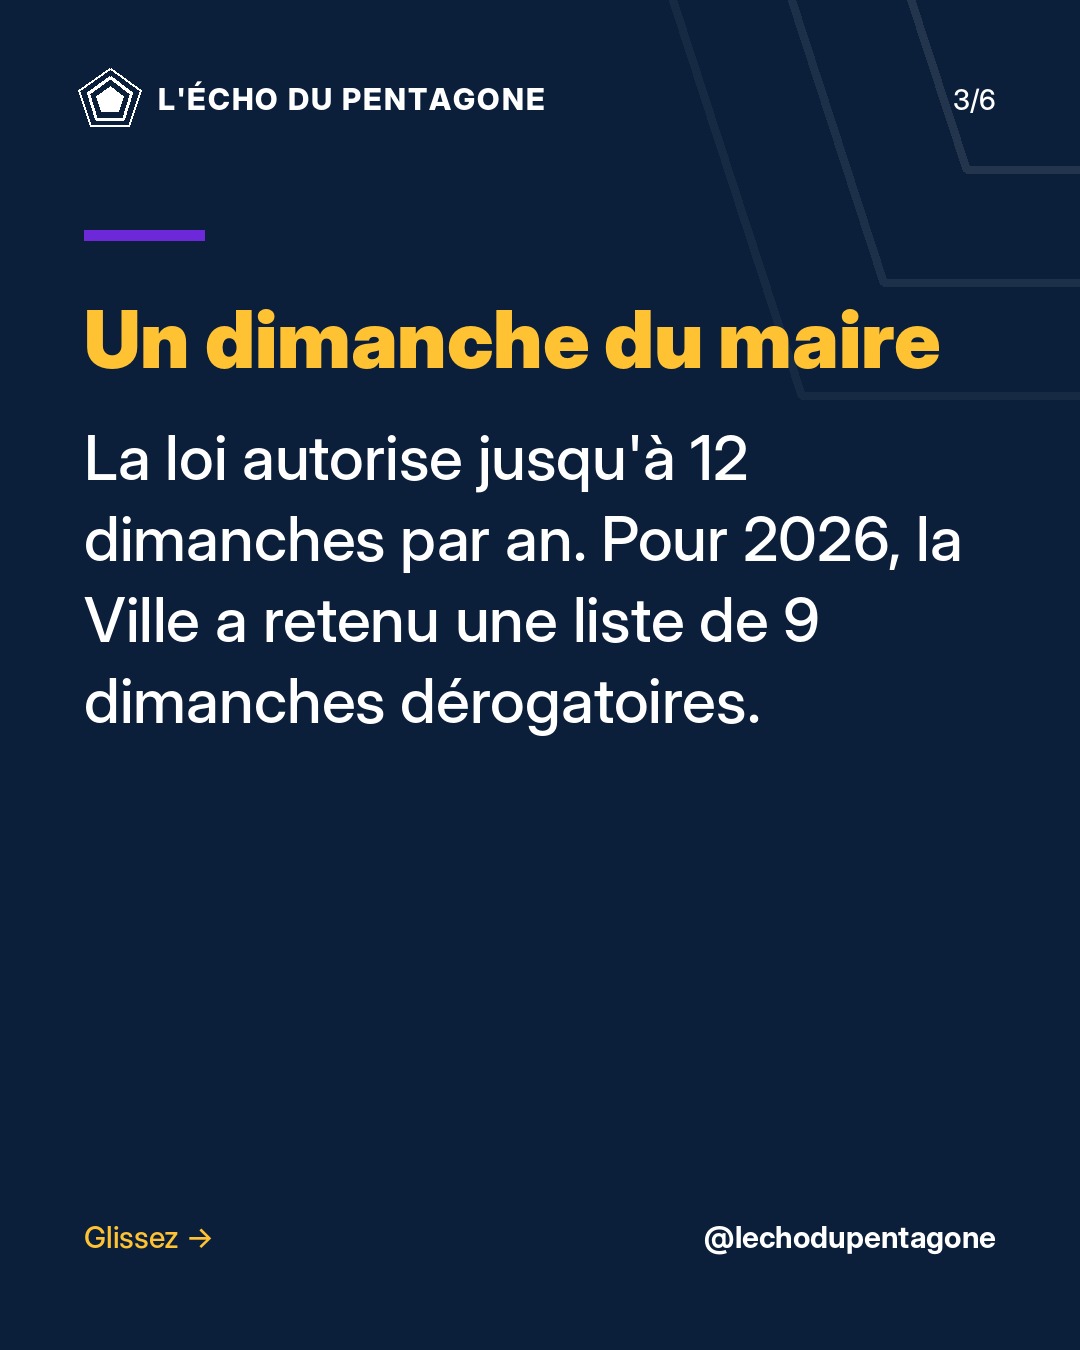 L'ÉCHO DU PENTAGONE
3/6
Un dimanche du maire
La loi autorise jusqu'à 12
dimanches par an. Pour 2026, la
Ville a retenu une liste de 9
dimanches dérogatoires.
Glissez →
@lechodupentagone